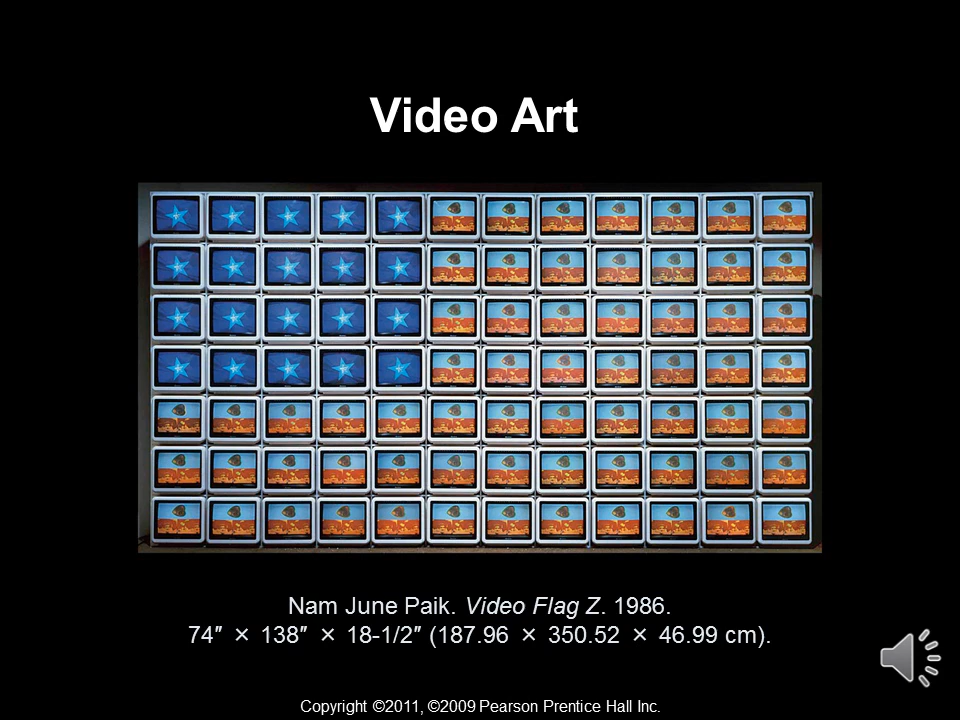 Video Art
Nam June Paik. Video Flag Z. 1986.
74″ × 138″ × 18-1/2″ (187.96 × 350.52 × 46.99 cm).
Copyright ©2011, ©2009 Pearson Prentice Hall Inc.